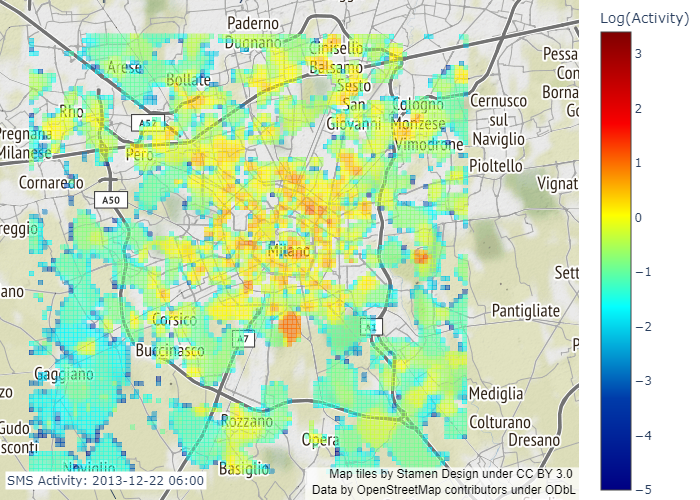 Paderno
Dugnano
Cinisello
Balsamo
Arese
Bollate
Sesto
San
Giovanni
Cologno
Monzese
Vimodrone
Cernusco
sul
Naviglio
Pioltello
Pessa
Con
Borna
Go
Rho
A52
Pregnana
Milanese
Pero
Cornaredo
A50
Vignat
reggio
Milano
Sett
ano
Pantigliate
Corsico
A7
A1
P
Buccinasco
Gaggiano
zo
Mediglia
Rozzano
Colturano
Gudo
Opera
Dresano
sconti
Naviglio
Basiglio
SMS Activity: 2013-12-22 06:00
Map tiles by Stamen Design under CC BY 3.0
Data by OpenStreetMap contributors under ODbL
Log(Activity)
3
2
1
0
−1
−2
−3
−4
−5